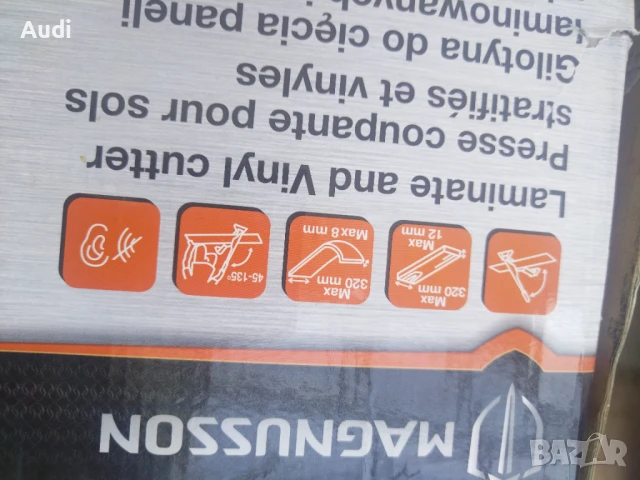 Audi
MAGNUSSON
Max
320 mm
Max
12 mm
Max
320 mm
Max 8 mm
45-135°
Laminate and Vinyl cutter
Presse coupante pour sols
stratifiés et vinyles
Gilotyna do cięcia paneli
laminowanych i
BAZAR